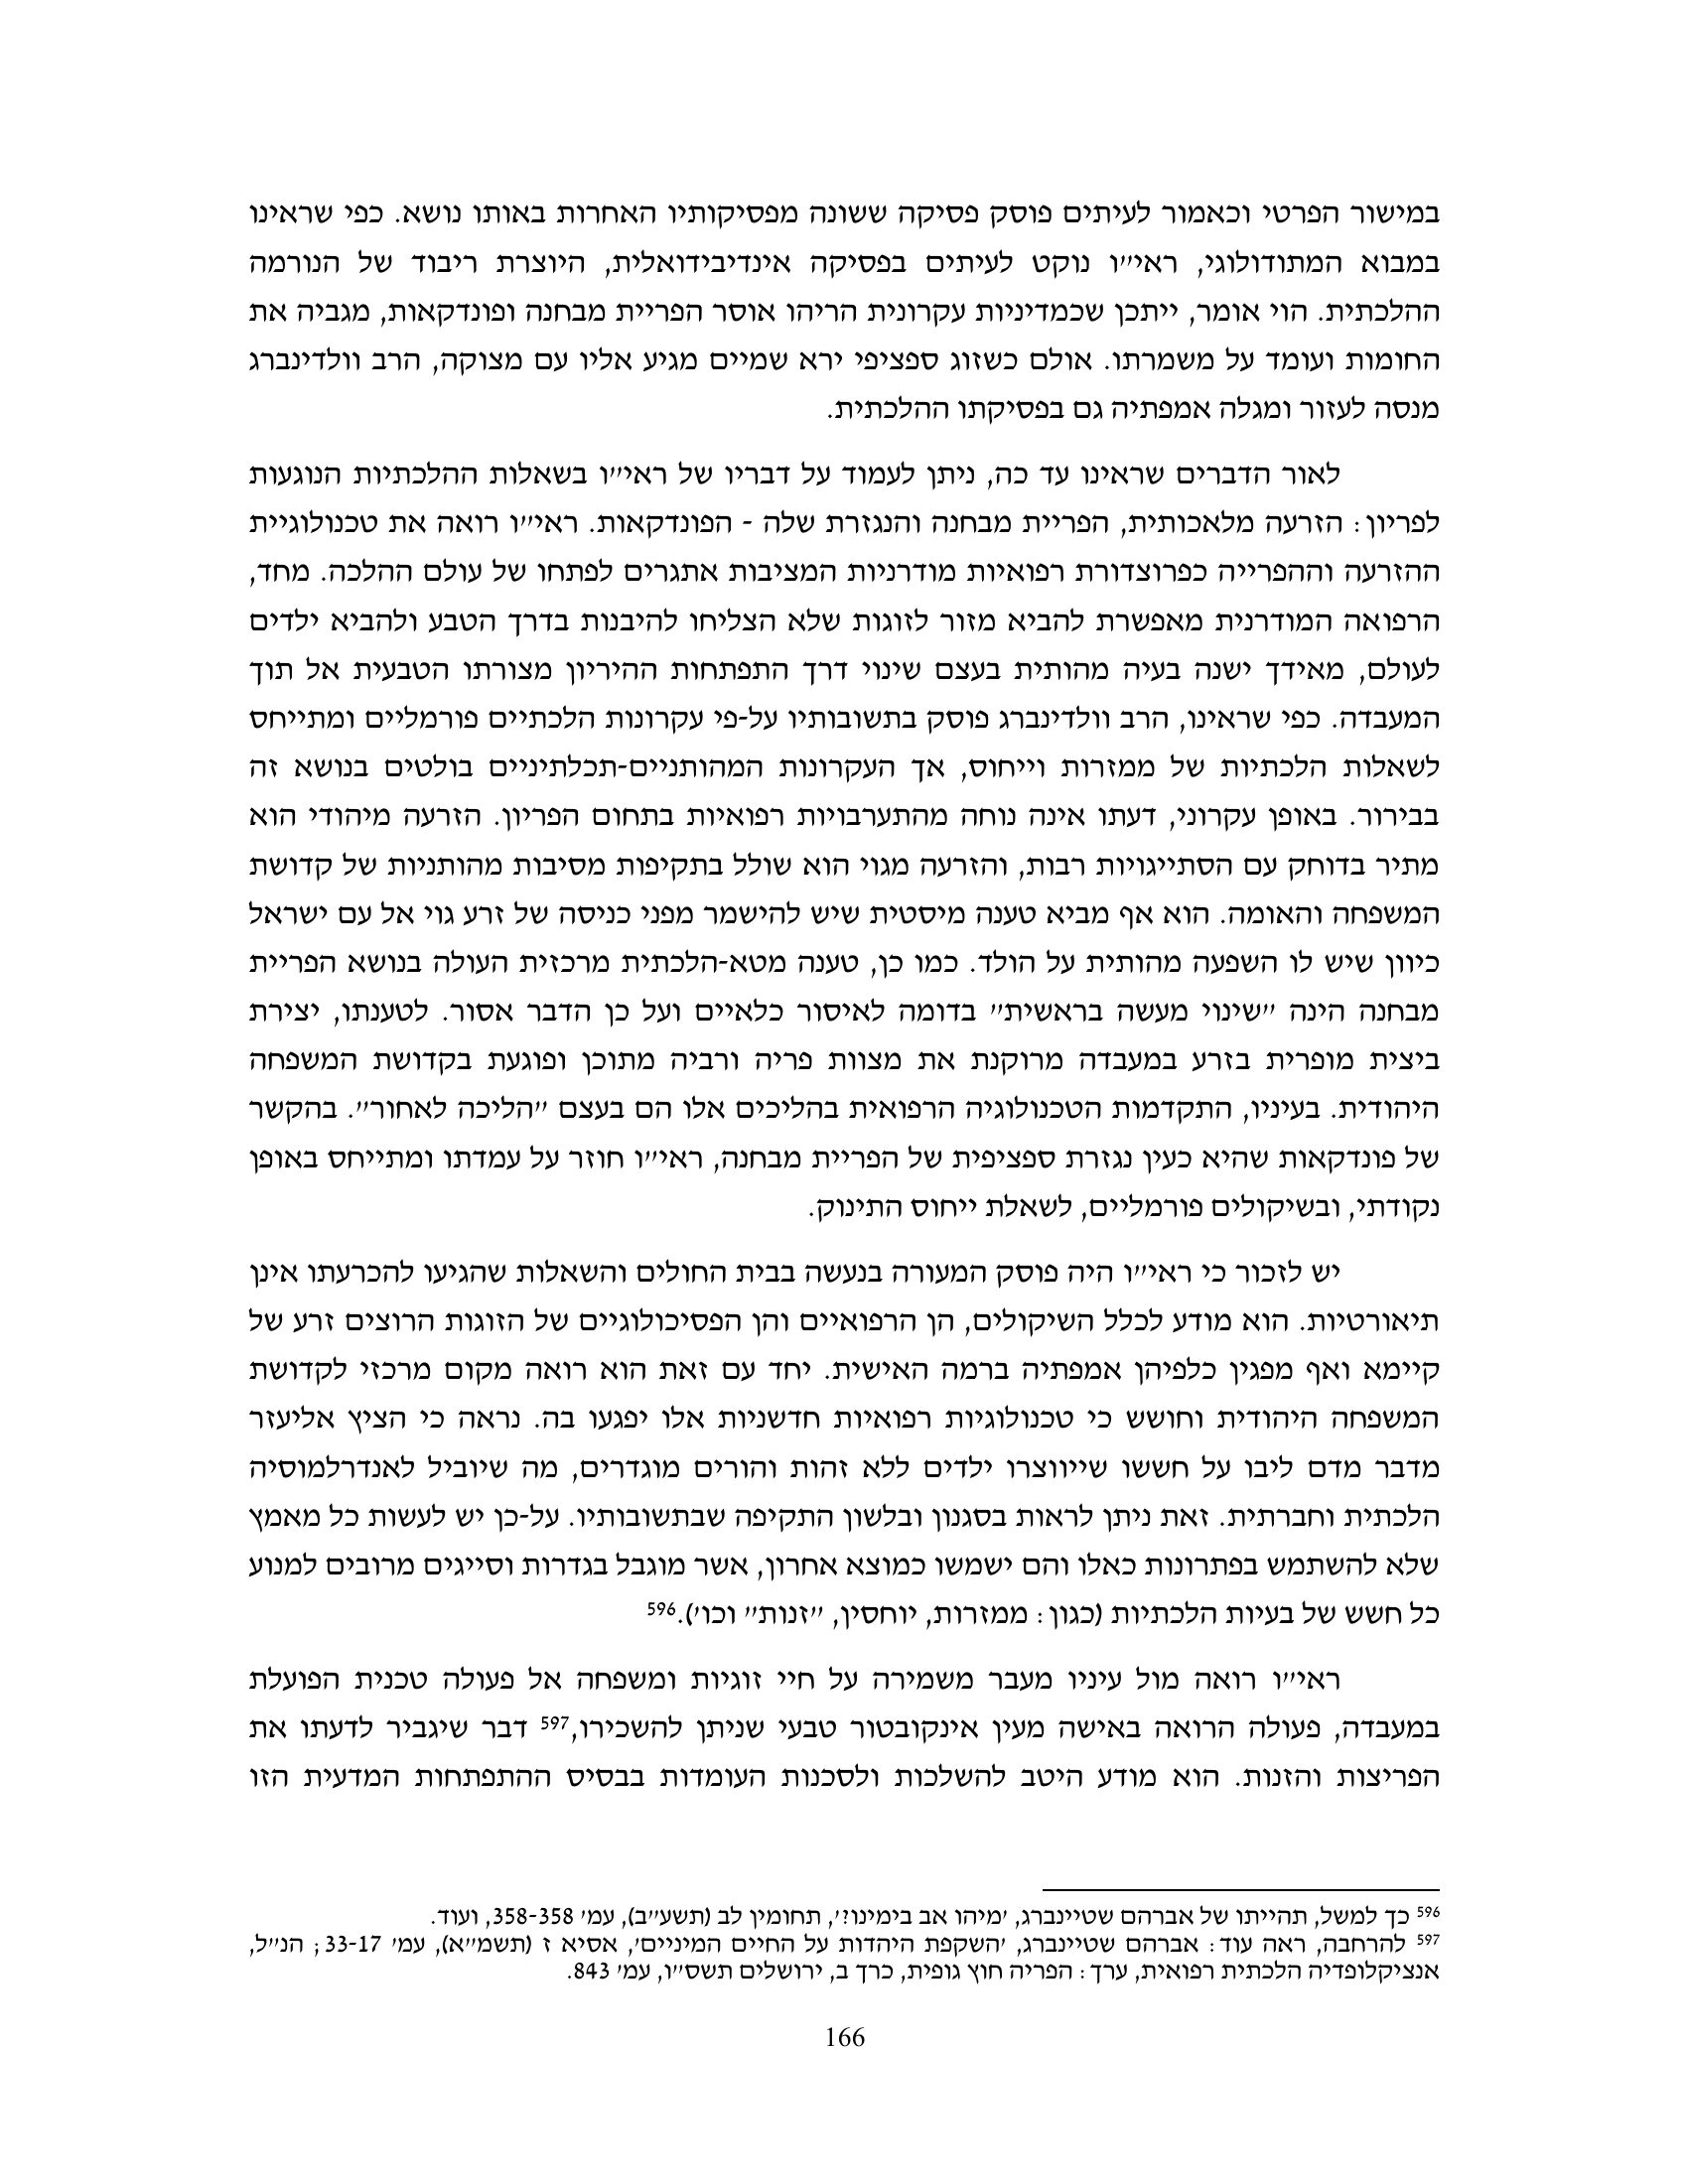 במישור הפרטי וכאמור לעיתים פוסק פסיקה ששונה מפסיקותיו האחרות באותו נושא. כפי שראינו
במבוא המתודולוגי, ראי״ו נוקט לעיתים בפסיקה אינדיבידואלית, היוצרת ריבוד של הנורמה
ההלכתית. הוי אומר, ייתכן שכמדיניות עקרונית הריהו אוסר הפריית מבחנה ופונדקאות, מגביה את
החומות ועומד על משמרתו. אולם כשזוג ספציפי ירא שמיים מגיע אליו עם מצוקה, הרב וולדינברג
מנסה לעזור ומגלה אמפתיה גם בפסיקתו ההלכתית.
לאור הדברים שראינו עד כה, ניתן לעמוד על דבריו של ראי״ו בשאלות ההלכתיות הנוגעות
לפריון: הזרעה מלאכותית, הפריית מבחנה והנגזרת שלה - הפונדקאות. ראי״ו רואה את טכנולוגיית
ההזרעה וההפרייה כפרוצדורת רפואיות מודרניות המציבות אתגרים לפתחו של עולם ההלכה. מחד,
הרפואה המודרנית מאפשרת להביא מזור לזוגות שלא הצליחו להיבנות בדרך הטבע ולהביא ילדים
לעולם, מאידך ישנה בעיה מהותית בעצם שינוי דרך התפתחות ההיריון מצורתו הטבעית אל תוך
המעבדה. כפי שראינו, הרב וולדינברג פוסק בתשובותיו על-פי עקרונות הלכתיים פורמליים ומתייחס
לשאלות הלכתיות של ממזרות וייחוס, אך העקרונות המהותניים-תכלתיניים בולטים בנושא זה
בבירור. באופן עקרוני, דעתו אינה נוחה מהתערבויות רפואיות בתחום הפריון. הזרעה מיהודי הוא
מתיר בדוחק עם הסתייגויות רבות, והזרעה מגוי הוא שולל בתקיפות מסיבות מהותניות של קדושת
המשפחה והאומה. הוא אף מביא טענה מיסטית שיש להישמר מפני כניסה של זרע גוי אל עם ישראל
כיוון שיש לו השפעה מהותית על הולד. כמו כן, טענה מטא-הלכתית מרכזית העולה בנושא הפריית
מבחנה הינה ״שינוי מעשה בראשית״ בדומה לאיסור כלאיים ועל כן הדבר אסור. לטענתו, יצירת
ביצית מופרית בזרע במעבדה מרוקנת את מצוות פריה ורביה מתוכן ופוגעת בקדושת המשפחה
היהודית. בעיניו, התקדמות הטכנולוגיה הרפואית בהליכים אלו הם בעצם ״הליכה לאחור״. בהקשר
של פונדקאות שהיא כעין נגזרת ספציפית של הפריית מבחנה, ראי״ו חוזר על עמדתו ומתייחס באופן
נקודתי, ובשיקולים פורמליים, לשאלת ייחוס התינוק.
יש לזכור כי ראי״ו היה פוסק המעורה בנעשה בבית החולים והשאלות שהגיעו להכרעתו אינן
תיאורטיות. הוא מודע לכלל השיקולים, הן הרפואיים והן הפסיכולוגיים של הזוגות הרוצים זרע של
קיימא ואף מפגין כלפיהן אמפתיה ברמה האישית. יחד עם זאת הוא רואה מקום מרכזי לקדושת
המשפחה היהודית וחושש כי טכנולוגיות רפואיות חדשניות אלו יפגעו בה. נראה כי הציץ אליעזר
מדבר מדם ליבו על חששו שייווצרו ילדים ללא זהות והורים מוגדרים, מה שיוביל לאנדרלמוסיה
הלכתית וחברתית. זאת ניתן לראות בסגנון ובלשון התקיפה שבתשובותיו. על-כן יש לעשות כל מאמץ
שלא להשתמש בפתרונות כאלו והם ישמשו כמוצא אחרון, אשר מוגבל בגדרות וסייגים מרובים למנוע
כל חשש של בעיות הלכתיות (כגון: ממזרות, יוחסין, ״זנות״ וכו׳).596
ראי״ו רואה מול עיניו מעבר משמירה על חיי זוגיות ומשפחה אל פעולה טכנית הפועלת
במעבדה, פעולה הרואה באישה מעין אינקובטור טבעי שניתן להשכירו,597 דבר שיגביר לדעתו את
הפריצות והזנות. הוא מודע היטב להשלכות ולסכנות העומדות בבסיס ההתפתחות המדעית הזו
596 כך למשל, תהייתו של אברהם שטיינברג, ׳מיהו אב בימינו?׳, תחומין לב (תשע״ב), עמ׳ 358-358, ועוד.
597 להרחבה, ראה עוד: אברהם שטיינברג, ׳השקפת היהדות על החיים המיניים׳, אסיא ז (תשמ״א), עמ׳ 33-17; הנ״ל,
אנציקלופדיה הלכתית רפואית, ערך: הפריה חוץ גופית, כרך ב, ירושלים תשס״ו, עמ׳ 843.
166